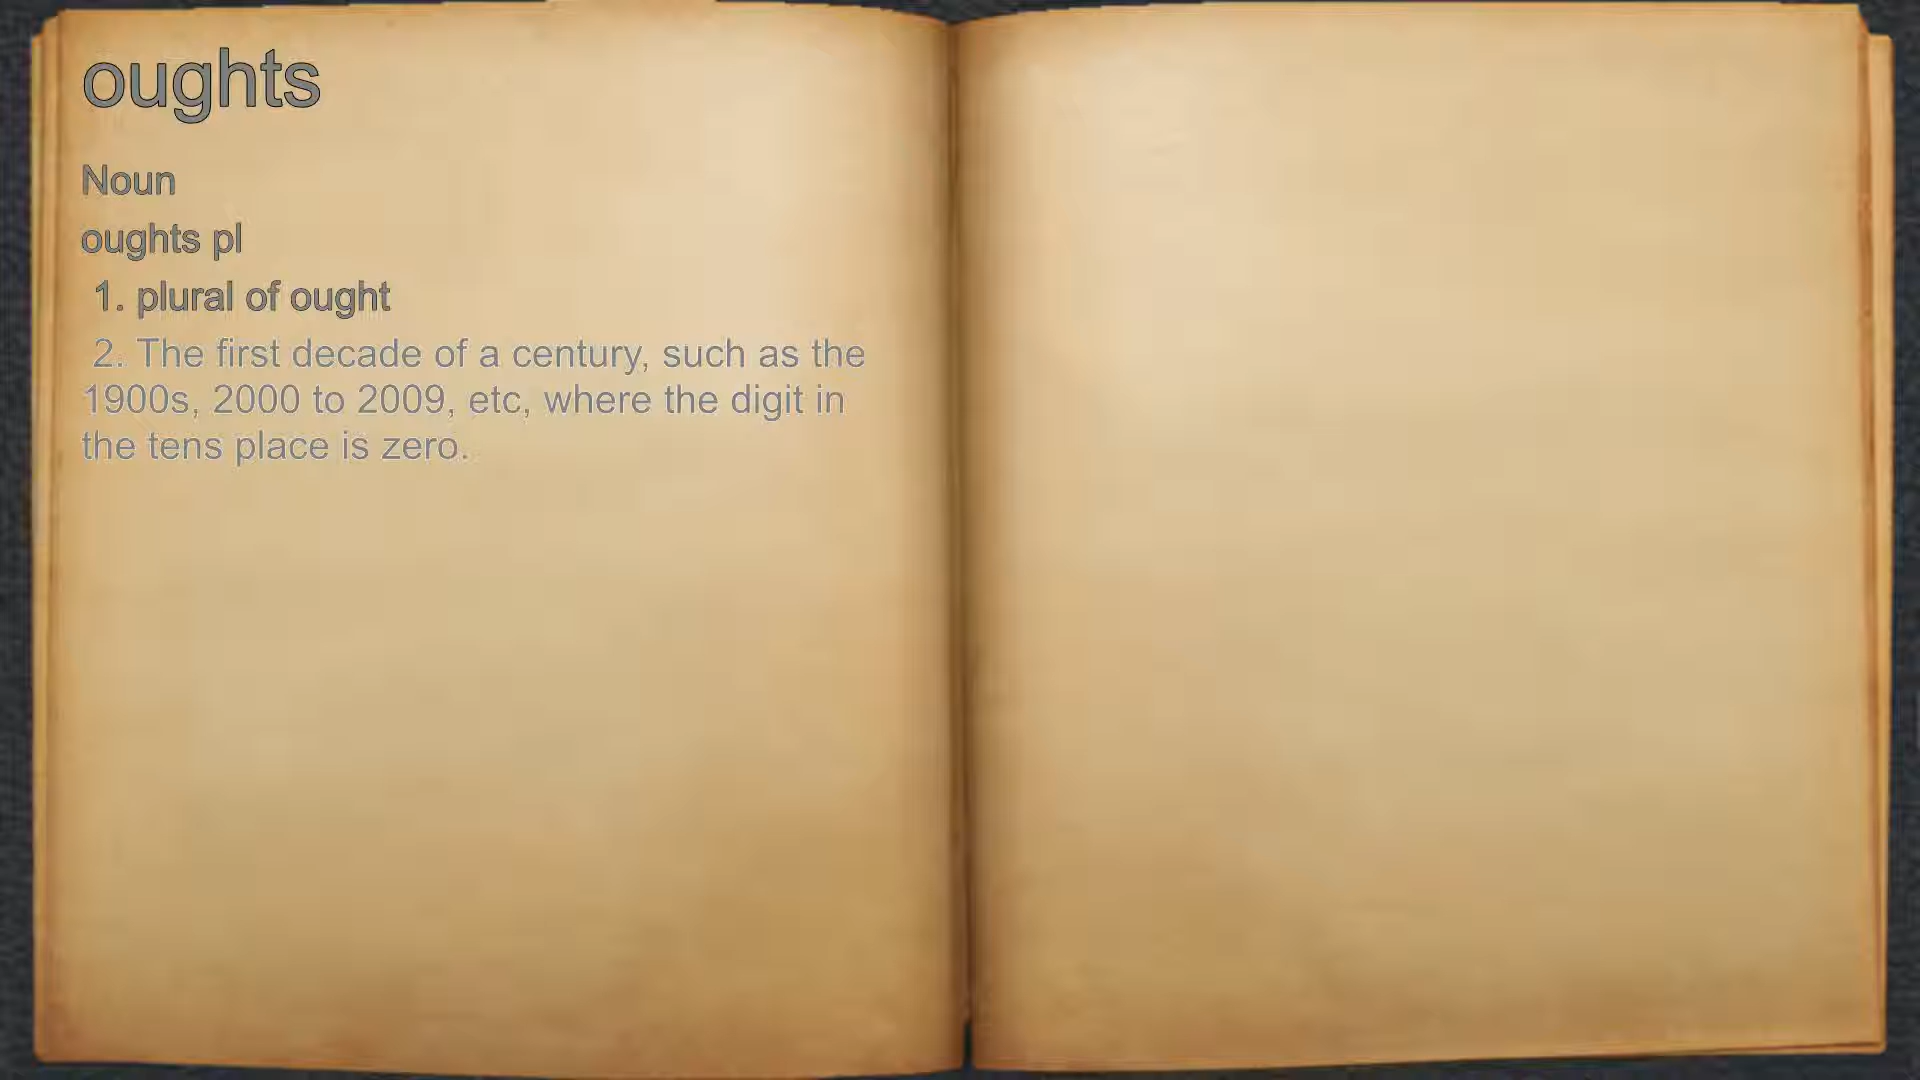 oughts
Noun
oughts pl
1. plural of ought
2. The first decade of a century, such as the
1900s, 2000 to 2009, etc, where the digit in
the tens place is zero.